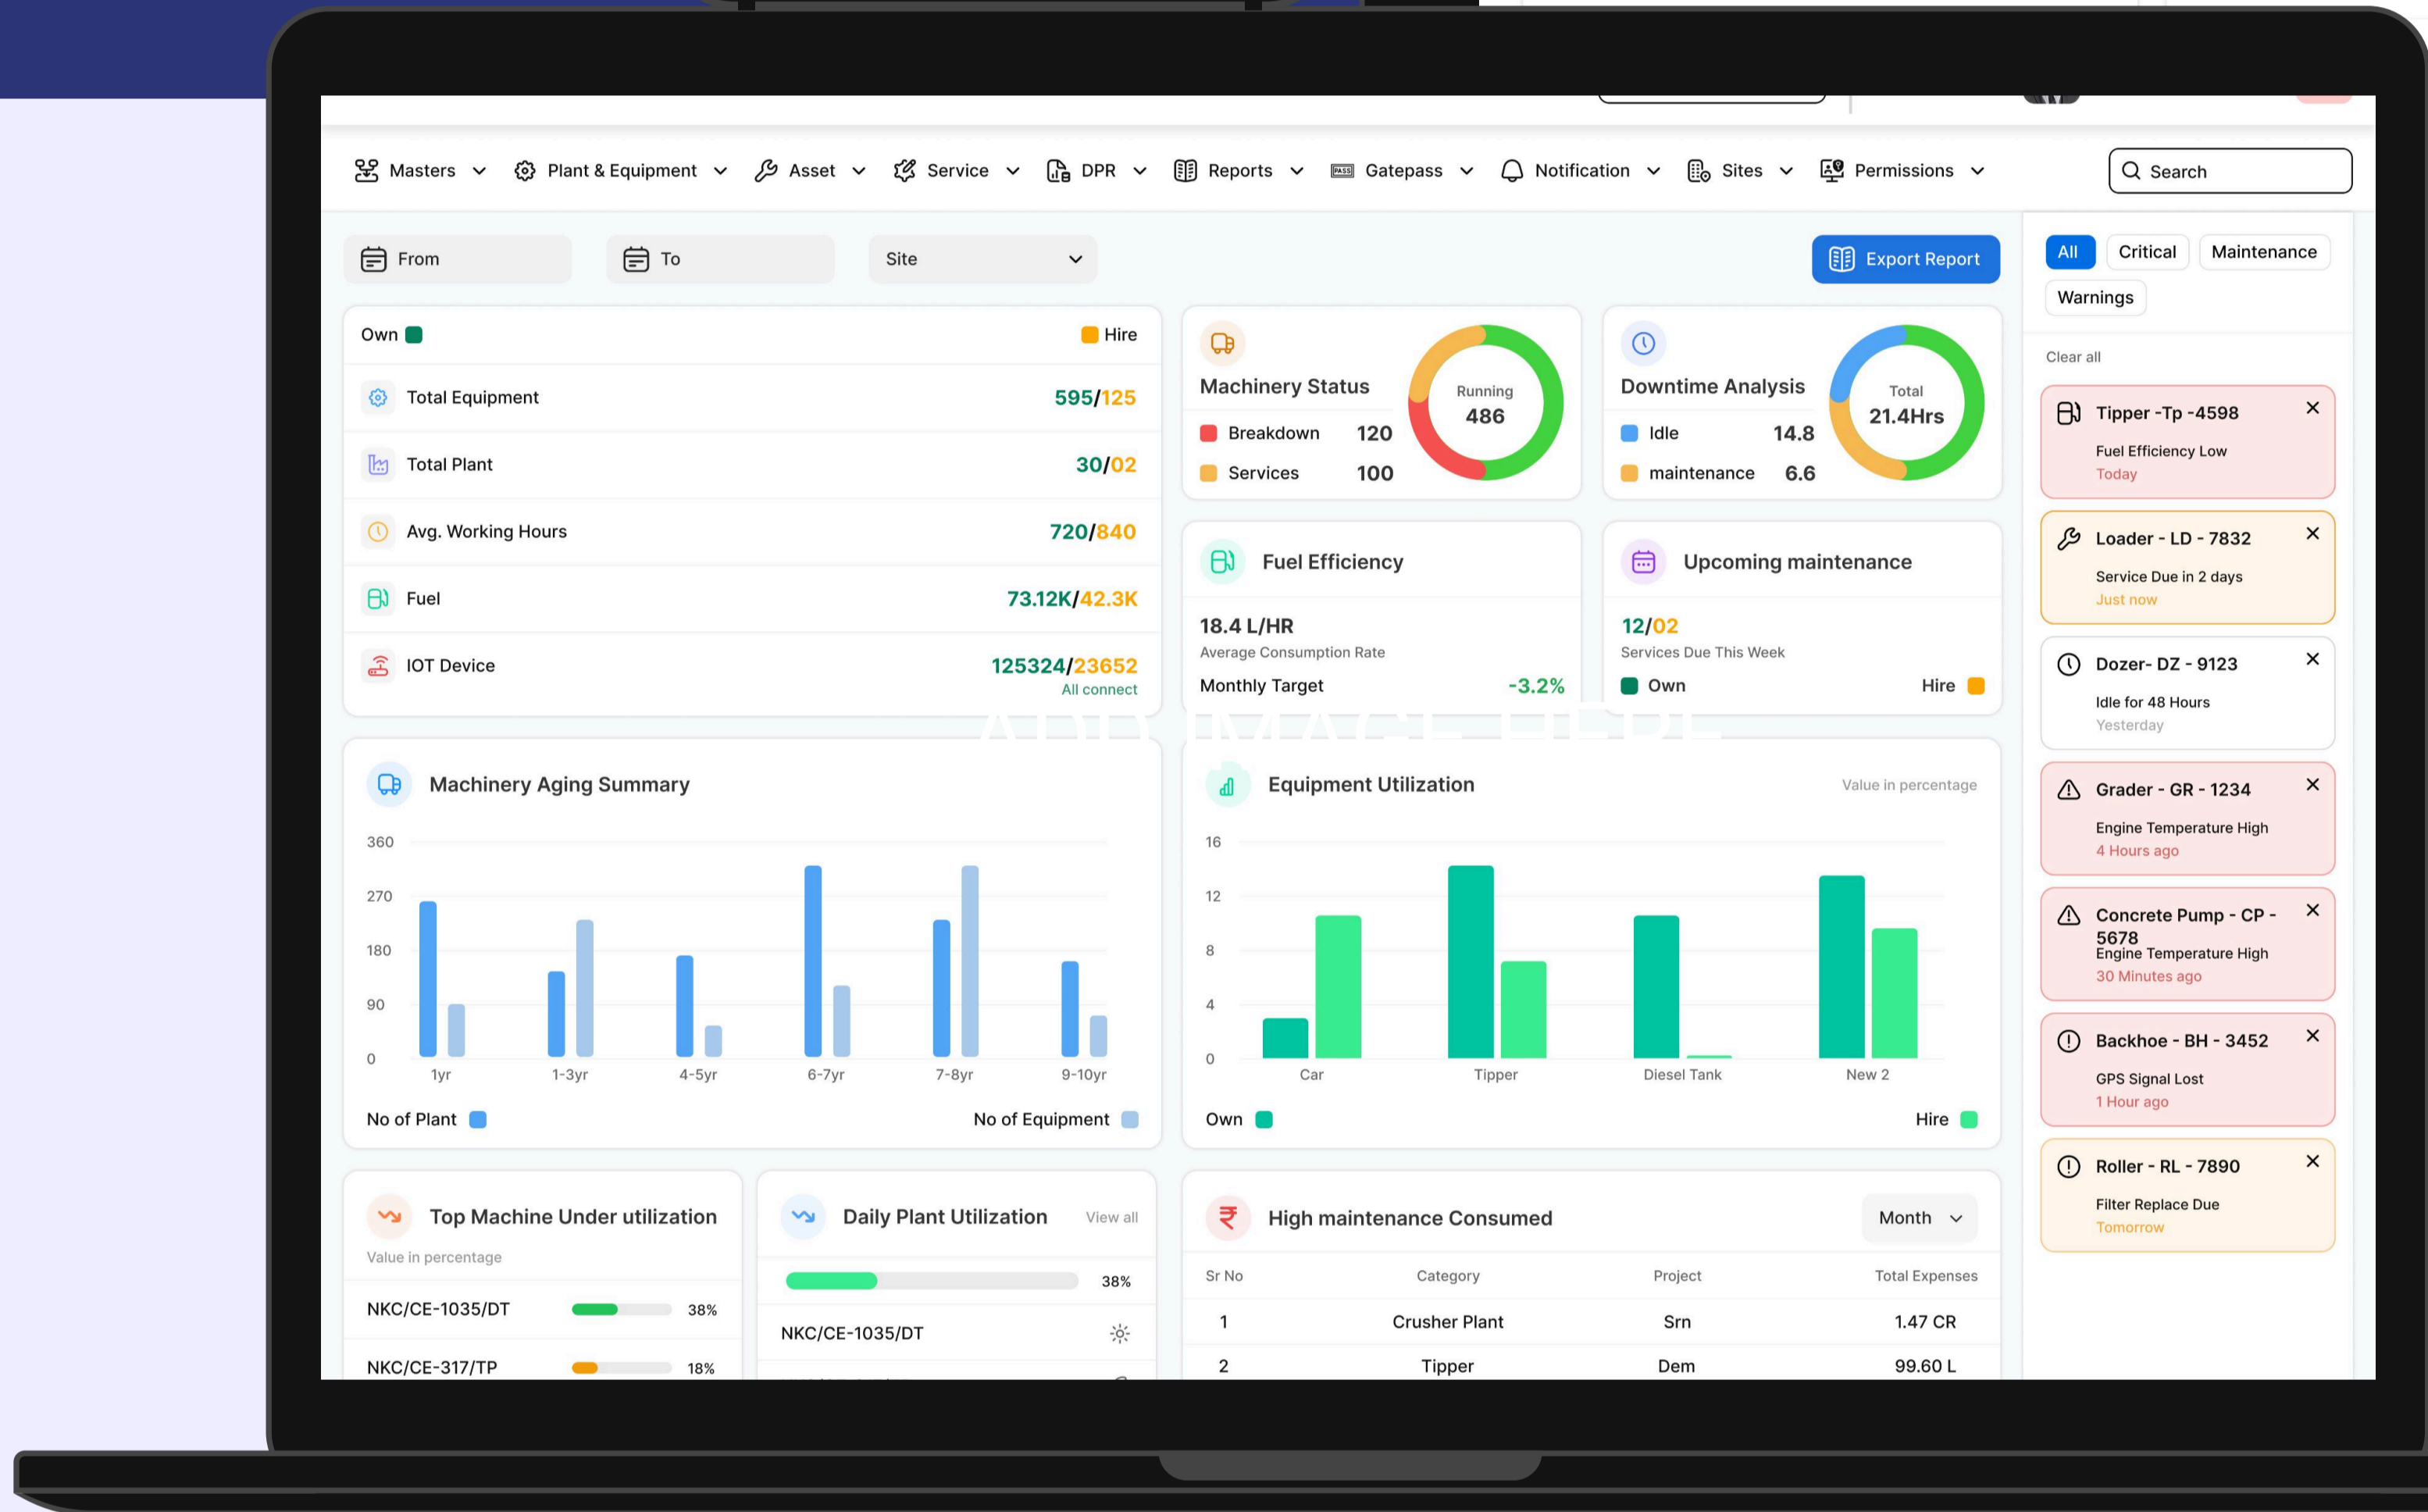 Masters
Plant & Equipment
Asset
Service
DPR
Reports
Gatepass
Notification
Sites
Permissions
Search
From
To
Site
Export Report
Own
Hire
Total Equipment 595/125
Total Plant 30/02
Avg. Working Hours 720/840
Fuel 73.12K/42.3K
IOT Device 125324/23652
All connect
Machinery Status
Breakdown 120
Services 100
Running
486
Downtime Analysis
Idle 14.8
maintenance 6.6
Total
21.4Hrs
Fuel Efficiency
18.4 L/HR
Average Consumption Rate
Monthly Target -3.2%
Upcoming maintenance
12/02
Services Due This Week
Own
Hire
ADD IMAGE HERE
Machinery Aging Summary
360
270
180
90
0
1yr 1-3yr 4-5yr 6-7yr 7-8yr 9-10yr
No of Plant
No of Equipment
Equipment Utilization
Value in percentage
16
12
8
4
0
Car Tipper Diesel Tank New 2
Own
Hire
Top Machine Under utilization
Value in percentage
NKC/CE-1035/DT 38%
NKC/CE-317/TP 18%
Daily Plant Utilization
View all
38%
NKC/CE-1035/DT
₹
High maintenance Consumed
Month
Sr No Category Project Total Expenses
1 Crusher Plant Srn 1.47 CR
2 Tipper Dem 99.60 L
All
Critical
Maintenance
Warnings
Clear all
Tipper -Tp -4598
Fuel Efficiency Low
Today
Loader - LD - 7832
Service Due in 2 days
Just now
Dozer- DZ - 9123
Idle for 48 Hours
Yesterday
Grader - GR - 1234
Engine Temperature High
4 Hours ago
Concrete Pump - CP -
5678
Engine Temperature High
30 Minutes ago
Backhoe - BH - 3452
GPS Signal Lost
1 Hour ago
Roller - RL - 7890
Filter Replace Due
Tomorrow